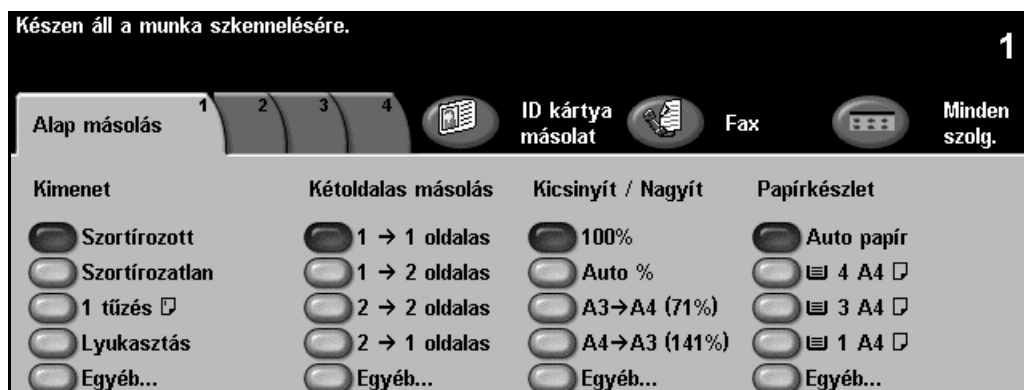 Készen áll a munka szkennelésére.
1
Alap másolás 1 2 3 4
ID kártya másolat
Fax
Minden szolg.
Kimenet
Szortírozott
Szortírozatlan
1 tűzés
Lyukasztás
Egyéb...
Kétoldalas másolás
1 → 1 oldalas
1 → 2 oldalas
2 → 2 oldalas
2 → 1 oldalas
Egyéb...
Kicsinyít / Nagyít
100%
Auto %
A3→A4 (71%)
A4→A3 (141%)
Egyéb...
Papírkészlet
Auto papír
4 A4
3 A4
1 A4
Egyéb...